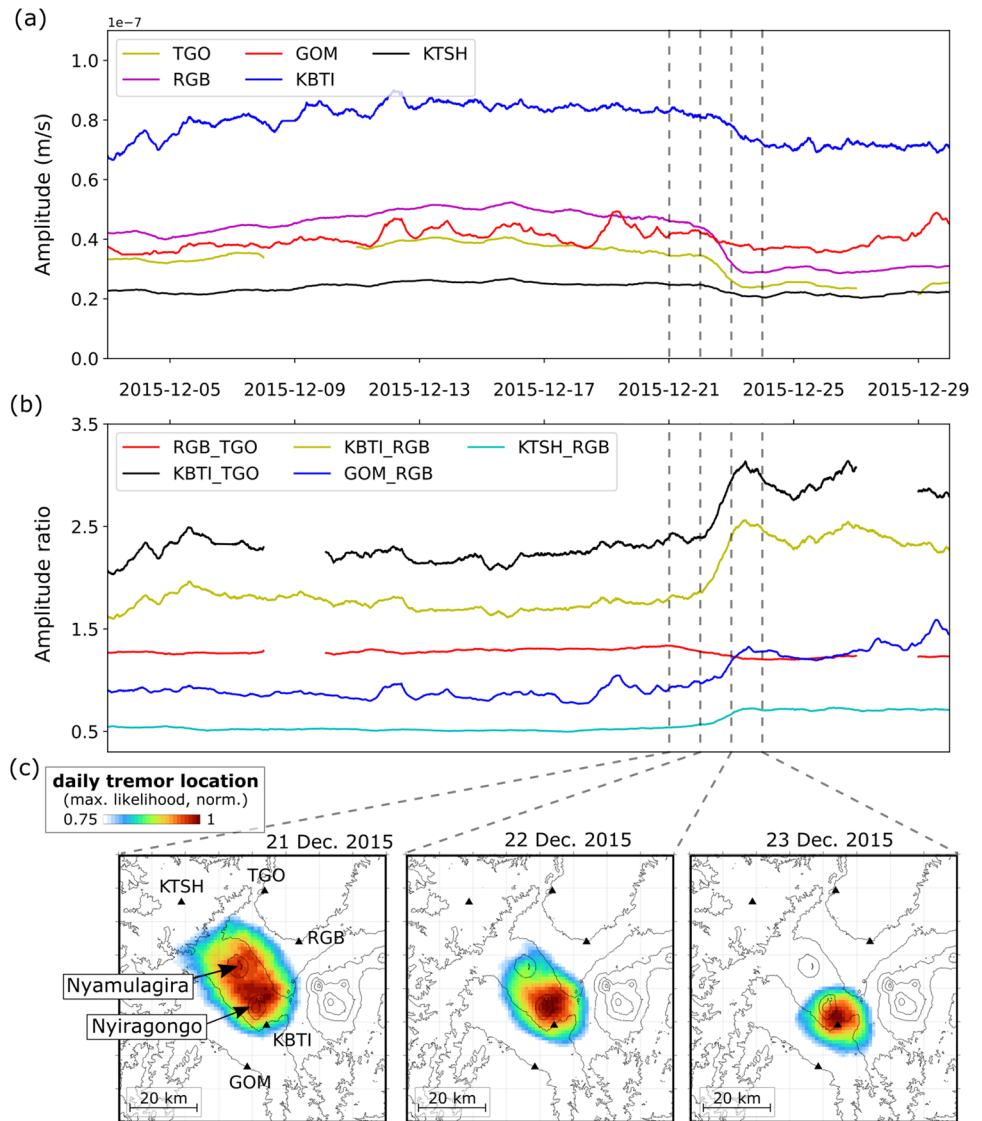 (a)
1e-7
TGO GOM KTSH
RGB KBTI
1.0
0.8
0.6
0.4
0.2
0.0
Amplitude (m/s)
2015-12-05 2015-12-09 2015-12-13 2015-12-17 2015-12-21 2015-12-25 2015-12-29
(b)
RGB_TGO KBTI_RGB KTSH_RGB
KBTI_TGO GOM_RGB
3.5
2.5
1.5
0.5
Amplitude ratio
(c)
daily tremor location
(max. likelihood, norm.)
0.75 1
21 Dec. 2015 22 Dec. 2015 23 Dec. 2015
TGO
KTSH
RGB
Nyamulagira
Nyiragongo
KBTI
GOM
20 km 20 km 20 km